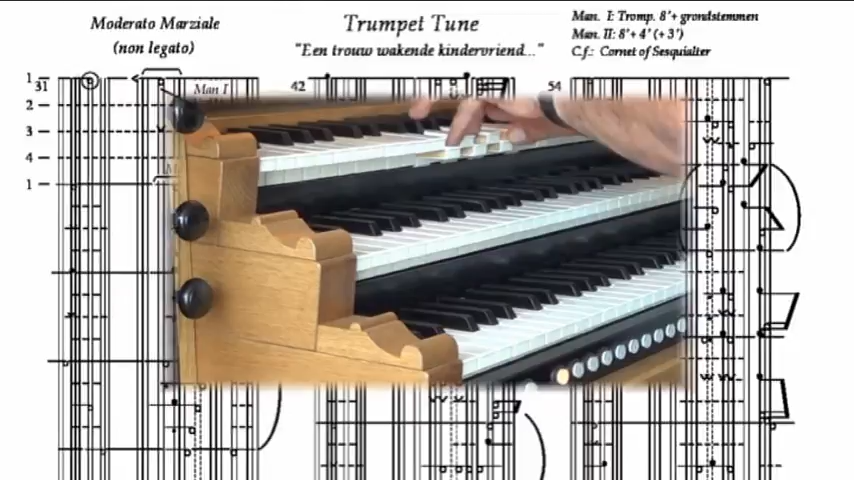 Moderato Marziale
(non legato)
Trumpet Tune
"Een trouw wakende kindervriend..."
Man. I: Tromp. 8'+ grondstemmen
Man. II: 8'+ 4' (+ 3')
C.f.: Cornet of Sesquialter
1
31
42
54
Man I
2
3
4
1